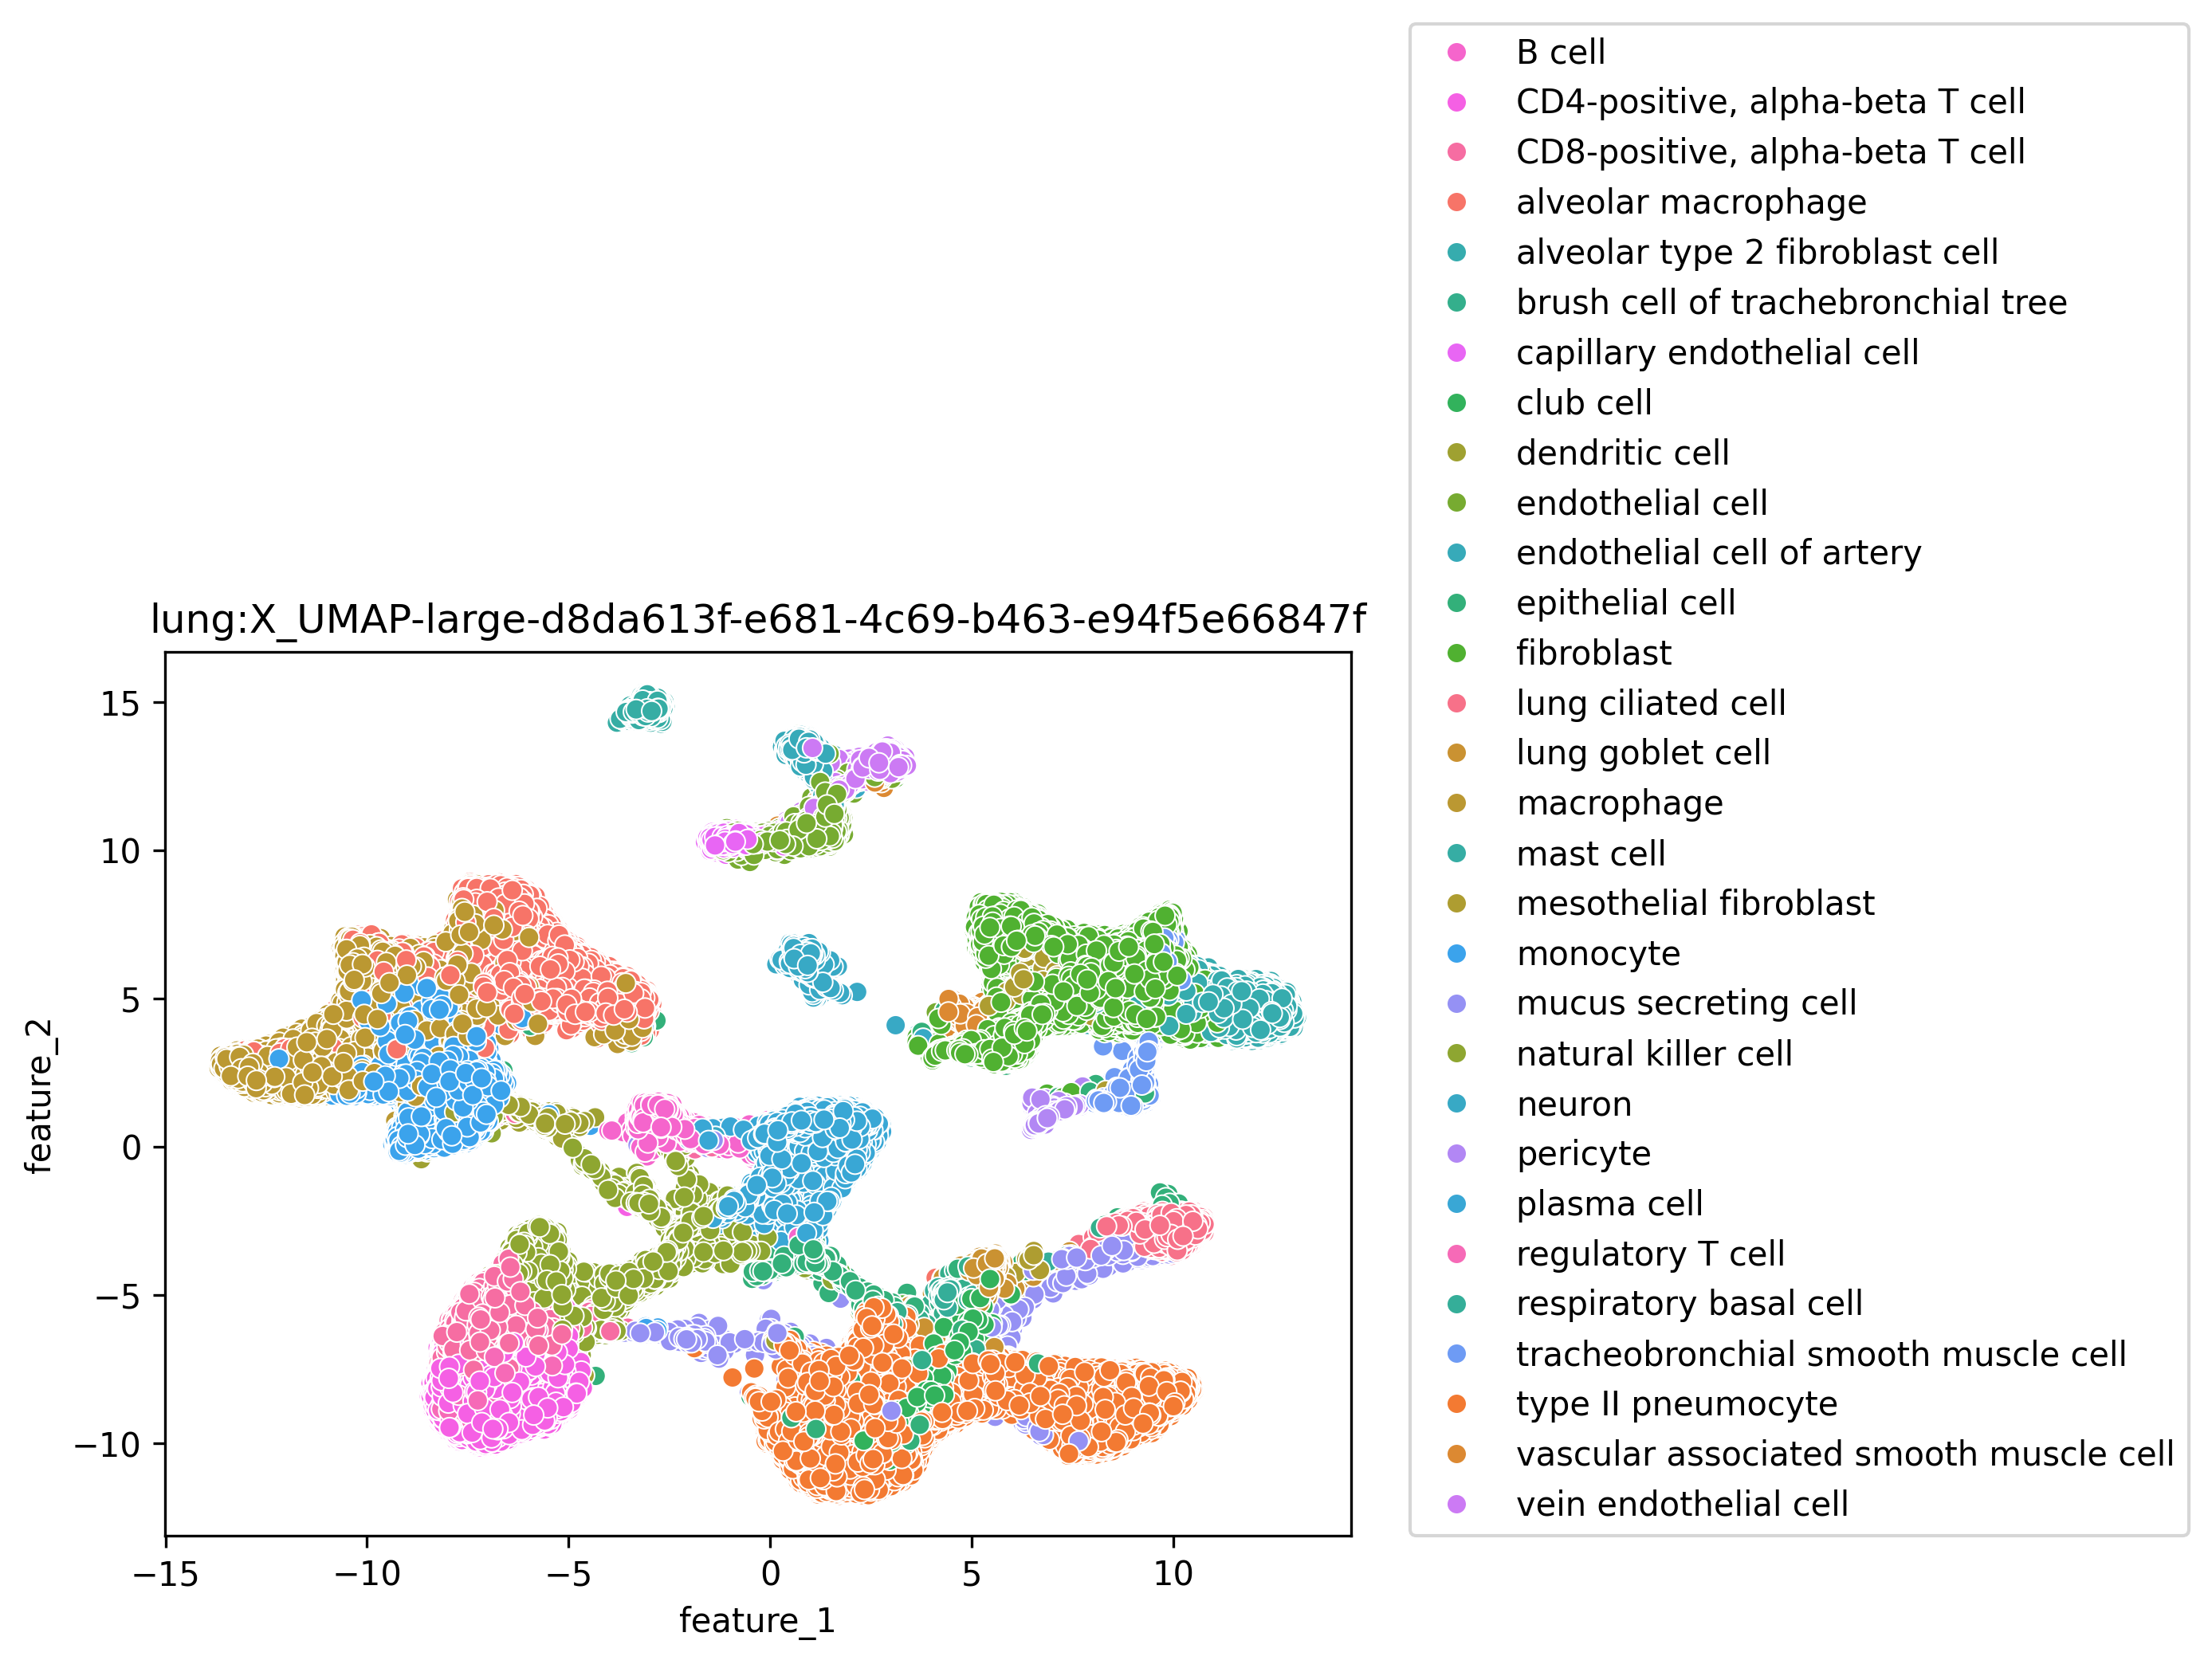 B cell
CD4-positive, alpha-beta T cell
CD8-positive, alpha-beta T cell
alveolar macrophage
alveolar type 2 fibroblast cell
brush cell of trachebronchial tree
capillary endothelial cell
club cell
dendritic cell
endothelial cell
endothelial cell of artery
epithelial cell
fibroblast
lung ciliated cell
lung goblet cell
macrophage
mast cell
mesothelial fibroblast
monocyte
mucus secreting cell
natural killer cell
neuron
pericyte
plasma cell
regulatory T cell
respiratory basal cell
tracheobronchial smooth muscle cell
type II pneumocyte
vascular associated smooth muscle cell
vein endothelial cell
lung:X_UMAP-large-d8da613f-e681-4c69-b463-e94f5e66847f
15
10
5
0
−5
−10
feature_2
−15 −10 −5 0 5 10
feature_1